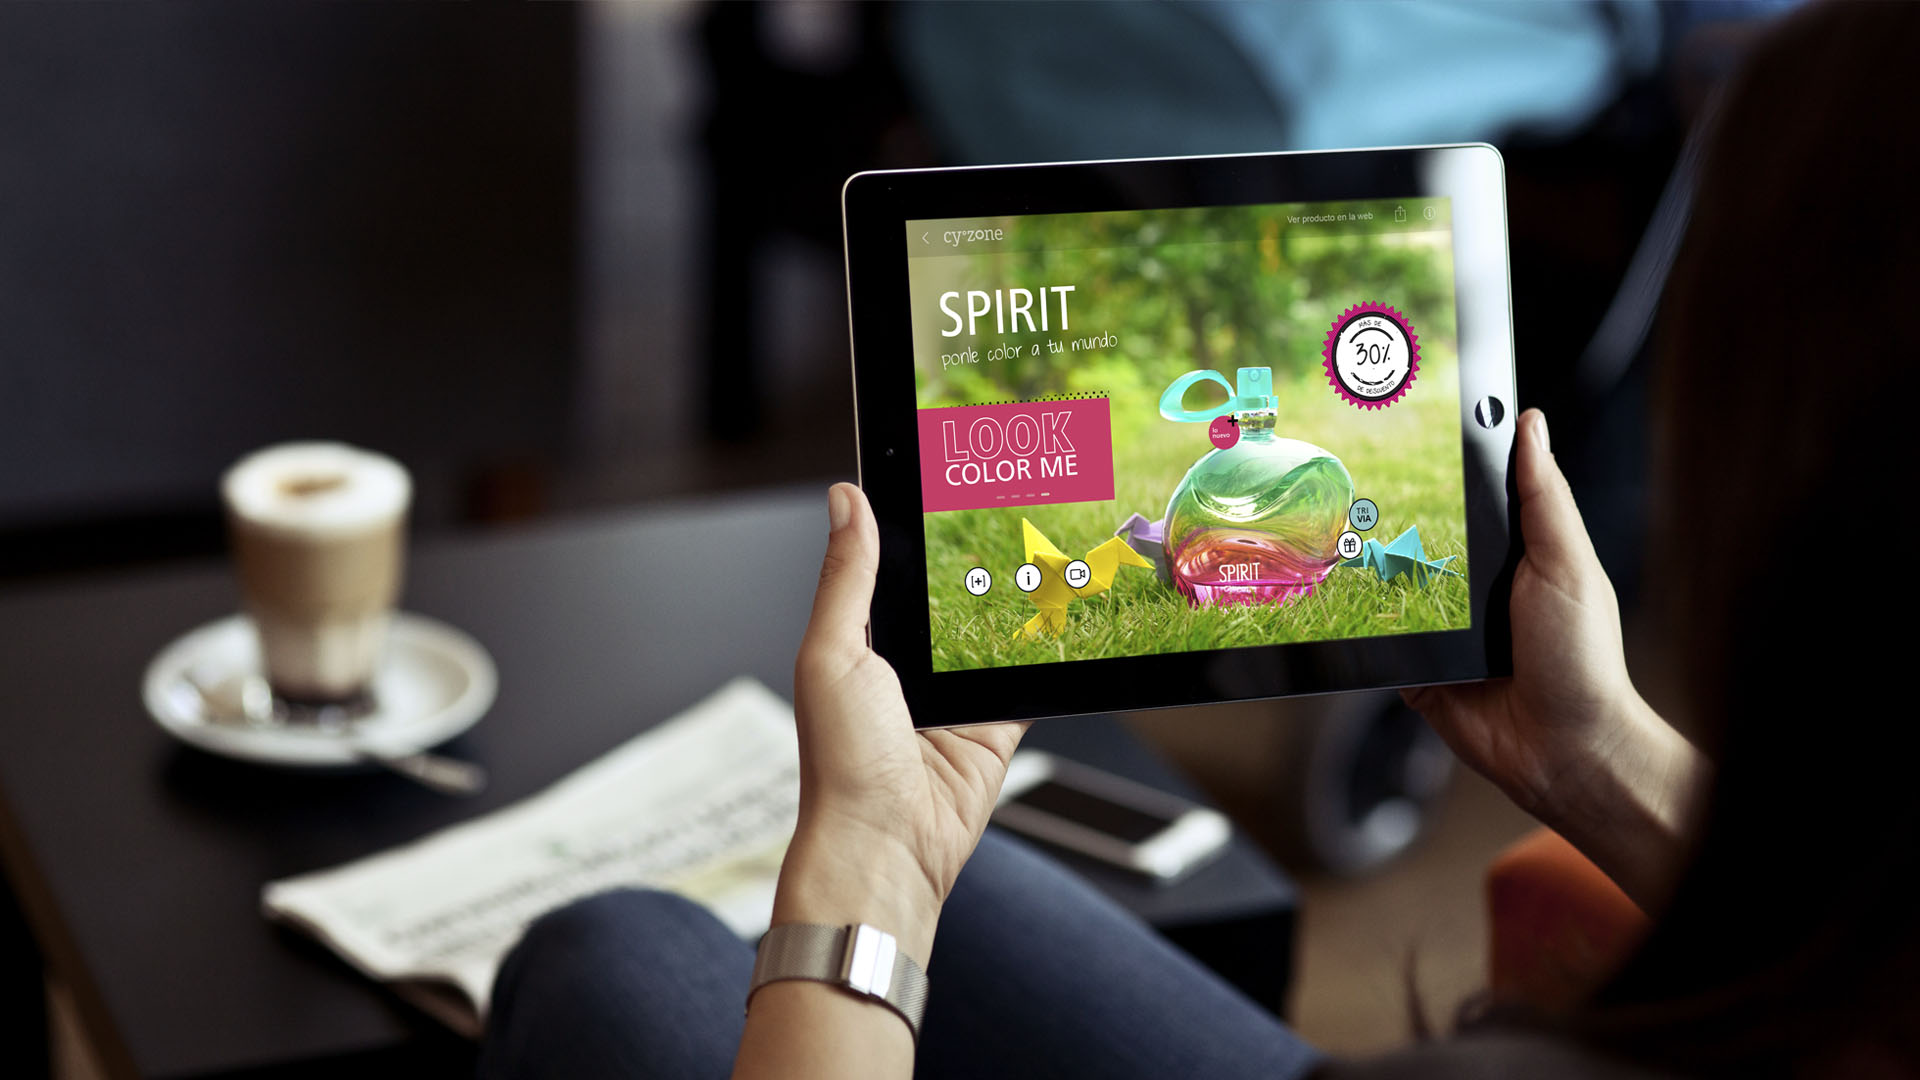 cy°zone
Ver producto en la web
SPIRIT
ponle color a tu mundo
MÁS DE
30%
DE DESCUENTO
LOOK
COLOR ME
lo
nuevo
TRI
VIA
[+]
i
SPIRIT